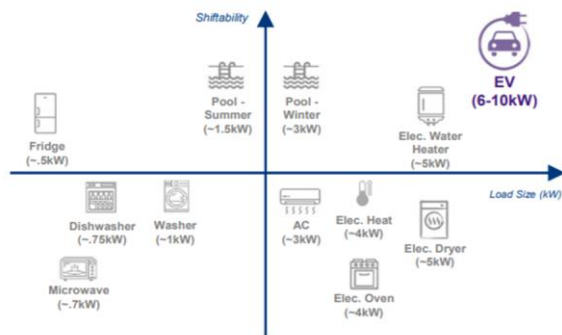 Shiftability
EV
(6-10kW)
Pool -
Summer
(~1.5kW)
Pool -
Winter
(~3kW)
Fridge
(~.5kW)
Elec. Water
Heater
(~5kW)
Load Size (kW)
Dishwasher
(~.75kW)
Washer
(~1kW)
AC
(~3kW)
Elec. Heat
(~4kW)
Elec. Dryer
(~5kW)
Microwave
(~.7kW)
Elec. Oven
(~4kW)